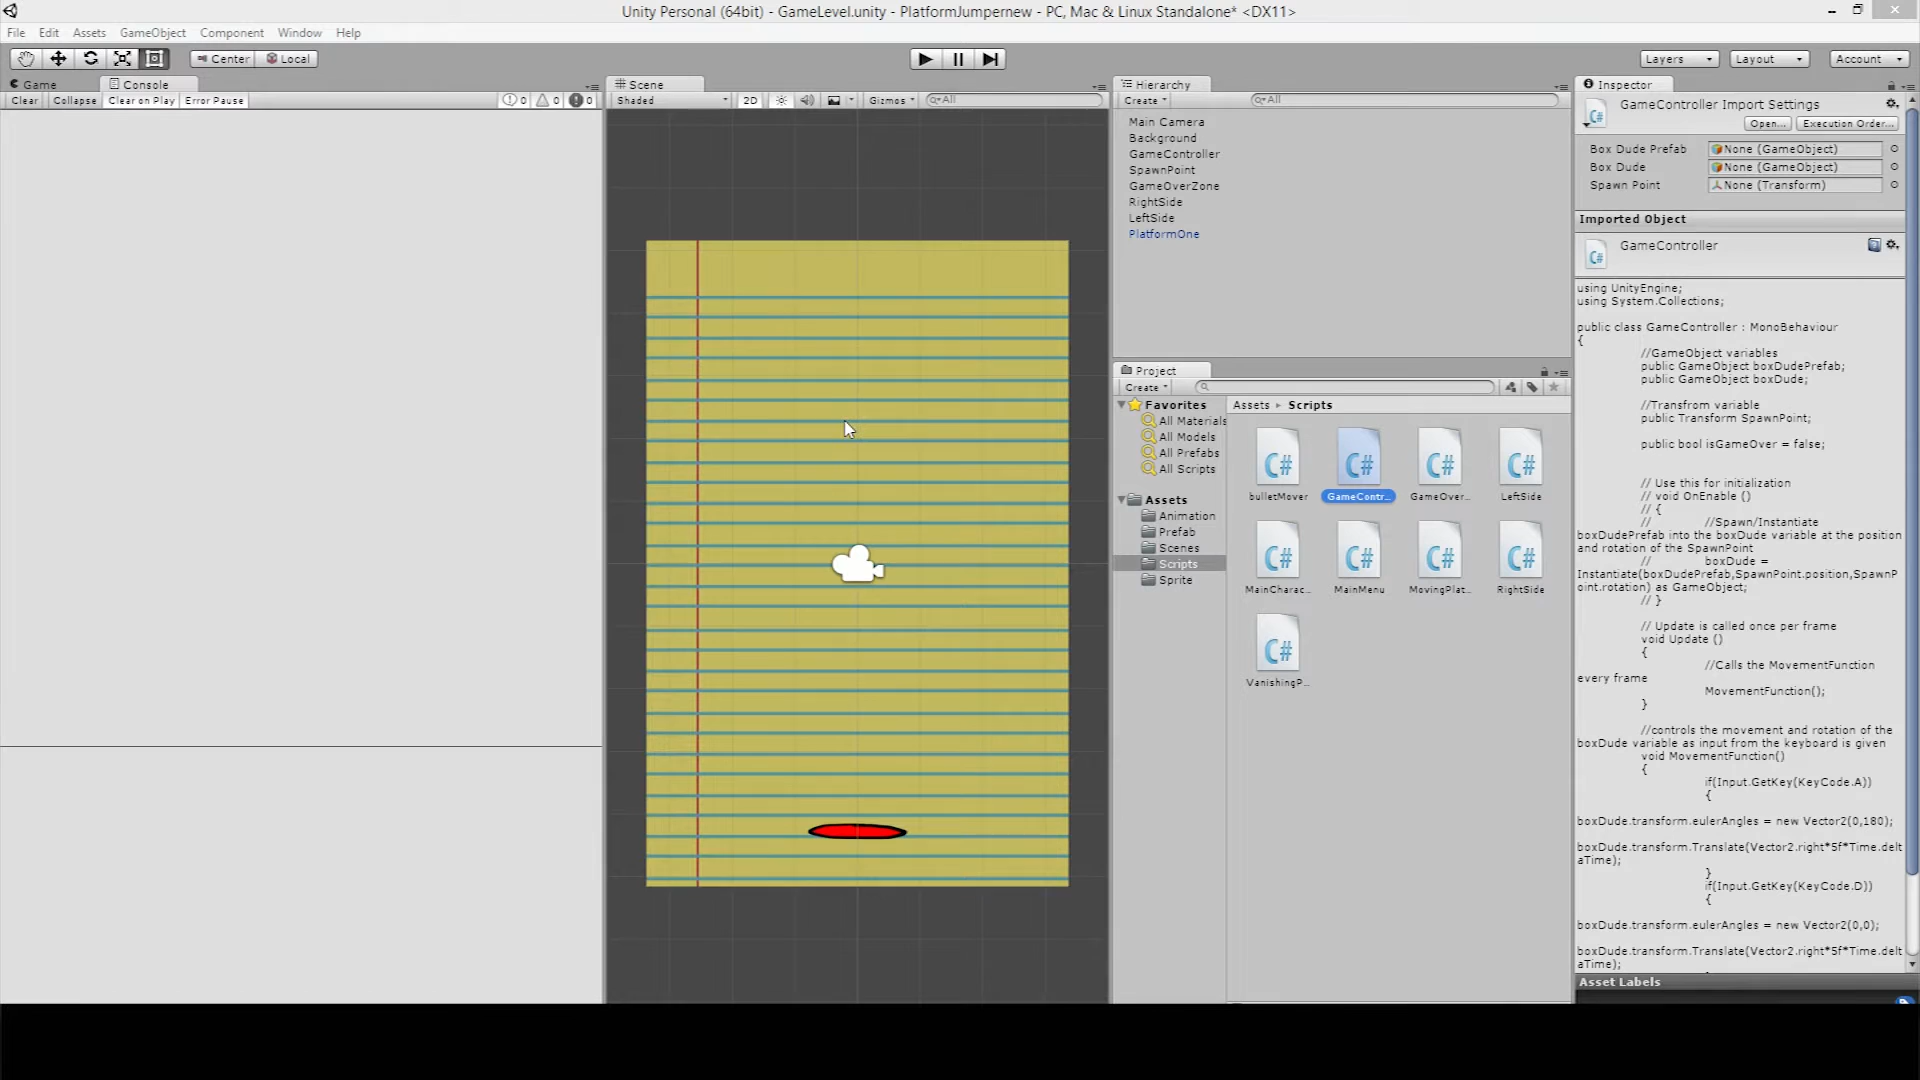 Unity Personal (64bit) - GameLevel.unity - PlatformJumpernew - PC, Mac & Linux Standalone* <DX11>
File Edit Assets GameObject Component Window Help
Center Local
Layers Layout Account
Game Console
Clear Collapse Clear on Play Error Pause 0 0 0
Scene
Shaded 2D Gizmos All
Hierarchy
Create All
Main Camera
Background
GameController
SpawnPoint
GameOverZone
RightSide
LeftSide
PlatformOne
Project
Create
Favorites
All Materials
All Models
All Prefabs
All Scripts
Assets
Animation
Prefab
Scenes
Scripts
Sprite
Assets Scripts
C# C# C# C#
bulletMover GameContr... GameOver... LeftSide
C# C# C# C#
MainCharac... MainMenu MovingPlat... RightSide
C#
VanishingP...
Inspector
C#
GameController Import Settings
Open... Execution Order...
Box Dude Prefab None (GameObject)
Box Dude None (GameObject)
Spawn Point None (Transform)
Imported Object
C#
GameController
using UnityEngine;
using System.Collections;
public class GameController : MonoBehaviour
{
//GameObject variables
public GameObject boxDudePrefab;
public GameObject boxDude;
//Transfrom variable
public Transform SpawnPoint;
public bool isGameOver = false;
// Use this for initialization
// void OnEnable ()
// {
// //Spawn/Instantiate
boxDudePrefab into the boxDude variable at the position
and rotation of the SpawnPoint
// boxDude =
Instantiate(boxDudePrefab,SpawnPoint.position,SpawnP
oint.rotation) as GameObject;
// }
// Update is called once per frame
void Update ()
{
//Calls the MovementFunction
every frame
MovementFunction();
}
//controls the movement and rotation of the
boxDude variable as input from the keyboard is given
void MovementFunction()
{
if(Input.GetKey(KeyCode.A))
{
boxDude.transform.eulerAngles = new Vector2(0,180);
boxDude.transform.Translate(Vector2.right*5f*Time.delt
aTime);
}
if(Input.GetKey(KeyCode.D))
{
boxDude.transform.eulerAngles = new Vector2(0,0);
boxDude.transform.Translate(Vector2.right*5f*Time.delt
aTime);
Asset Labels